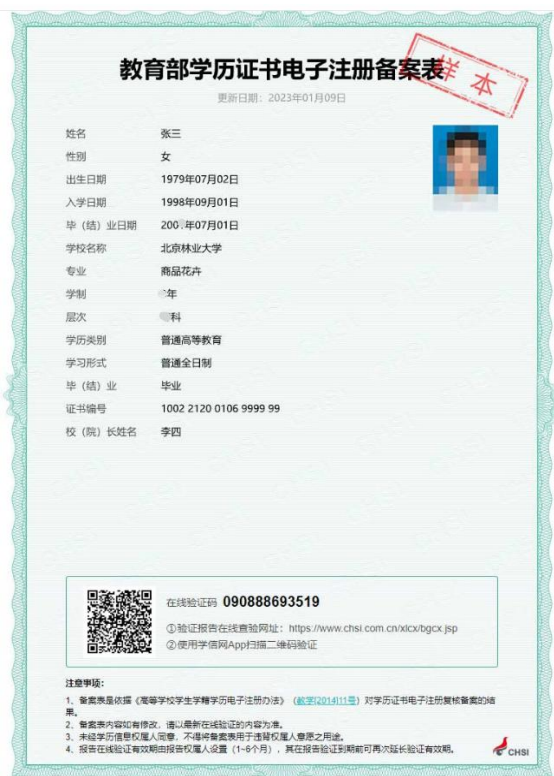 教育部学历证书电子注册备案表
样本
更新日期：2023年01月09日
姓名 张三
性别 女
出生日期 1979年07月02日
入学日期 1998年09月01日
毕（结）业日期 200 年07月01日
学校名称 北京林业大学
专业 商品花卉
学制 年
层次 科
学历类别 普通高等教育
学习形式 普通全日制
毕（结）业 毕业
证书编号 1002 2120 0106 9999 99
校（院）长姓名 李四
在线验证码 090888693519
①验证报告在线查验网址：https://www.chsi.com.cn/xlcx/bgcx.jsp
②使用学信网App扫描二维码验证
注意事项：
1、备案表是依据《高等学校学生学籍学历电子注册办法》（教学[2014]11号）对学历证书电子注册复核备案的结
果。
2、备案表内容如有修改，请以最新在线验证的内容为准。
3、未经学历信息权属人同意，不得将备案表用于违背权属人意愿之用途。
4、报告在线验证有效期由报告权属人设置（1~6个月），其在报告验证到期前可再次延长验证有效期。
CHSI